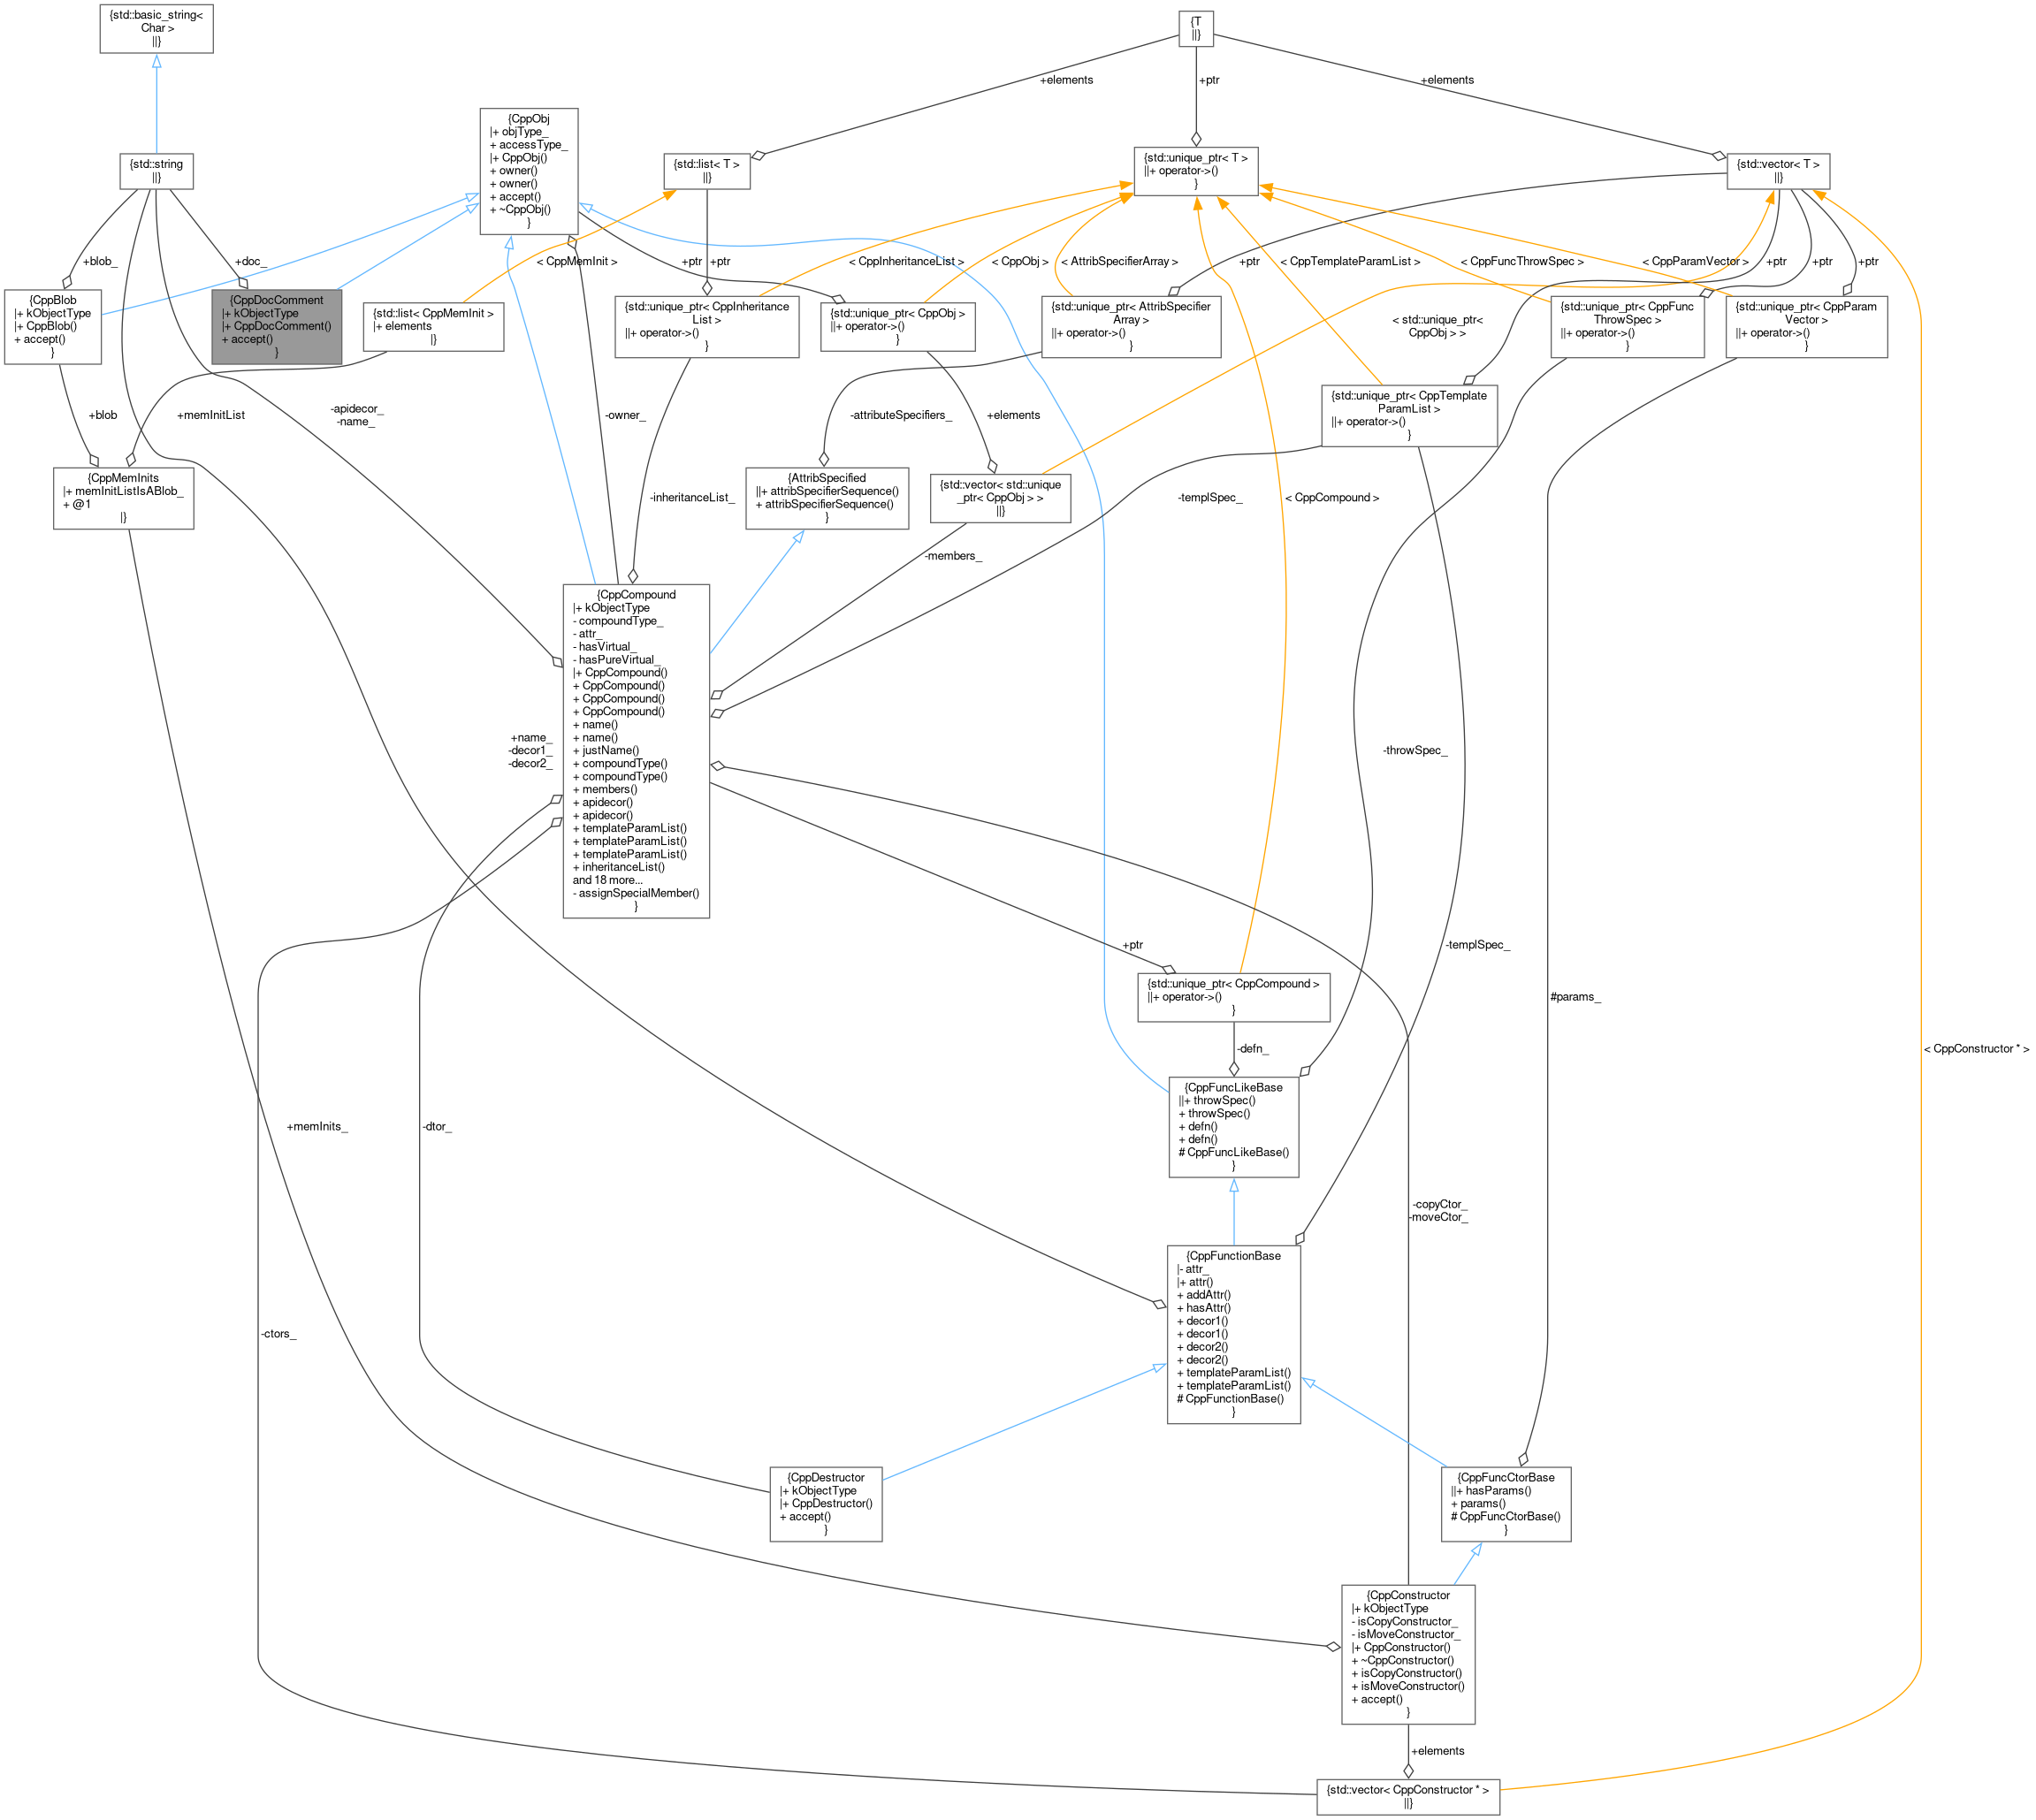 {std::basic_string<
Char >
||}
{T
||}
+elements
+ptr
+elements
{CppObj
|+ objType_
+ accessType_
|+ CppObj()
+ owner()
+ owner()
+ accept()
+ ~CppObj()
}
{std::string
||}
{std::list< T >
||}
{std::unique_ptr< T >
||+ operator->()
}
{std::vector< T >
||}
+blob_
+doc_
< CppMemInit >
+ptr
+ptr
< CppInheritanceList >
< CppObj >
< AttribSpecifierArray >
+ptr
< CppTemplateParamList >
< CppFuncThrowSpec >
< CppParamVector >
+ptr
+ptr
+ptr
{CppBlob
|+ kObjectType
|+ CppBlob()
+ accept()
}
{CppDocComment
|+ kObjectType
|+ CppDocComment()
+ accept()
}
{std::list< CppMemInit >
|+ elements
|}
{std::unique_ptr< CppInheritance
List >
||+ operator->()
}
{std::unique_ptr< CppObj >
||+ operator->()
}
{std::unique_ptr< AttribSpecifier
Array >
||+ operator->()
}
< std::unique_ptr<
CppObj > >
{std::unique_ptr< CppFunc
ThrowSpec >
||+ operator->()
}
{std::unique_ptr< CppParam
Vector >
||+ operator->()
}
+blob
+memInitList
-apidecor_
-name_
-owner_
-attributeSpecifiers_
+elements
{std::unique_ptr< CppTemplate
ParamList >
||+ operator->()
}
{CppMemInits
|+ memInitListIsABlob_
+ @1
|}
-inheritanceList_
{AttribSpecified
||+ attribSpecifierSequence()
+ attribSpecifierSequence()
}
{std::vector< std::unique
_ptr< CppObj > >
||}
-templSpec_
< CppCompound >
-members_
{CppCompound
|+ kObjectType
- compoundType_
- attr_
- hasVirtual_
- hasPureVirtual_
|+ CppCompound()
+ CppCompound()
+ CppCompound()
+ CppCompound()
+ name()
+ name()
+ justName()
+ compoundType()
+ compoundType()
+ members()
+ apidecor()
+ apidecor()
+ templateParamList()
+ templateParamList()
+ templateParamList()
+ inheritanceList()
and 18 more...
- assignSpecialMember()
}
+name_
-decor1_
-decor2_
-throwSpec_
+ptr
-templSpec_
{std::unique_ptr< CppCompound >
||+ operator->()
}
#params_
-defn_
< CppConstructor * >
{CppFuncLikeBase
||+ throwSpec()
+ throwSpec()
+ defn()
+ defn()
# CppFuncLikeBase()
}
+memInits_
-dtor_
-copyCtor_
-moveCtor_
{CppFunctionBase
|- attr_
|+ attr()
+ addAttr()
+ hasAttr()
+ decor1()
+ decor1()
+ decor2()
+ decor2()
+ templateParamList()
+ templateParamList()
# CppFunctionBase()
}
-ctors_
{CppDestructor
|+ kObjectType
|+ CppDestructor()
+ accept()
}
{CppFuncCtorBase
||+ hasParams()
+ params()
# CppFuncCtorBase()
}
{CppConstructor
|+ kObjectType
- isCopyConstructor_
- isMoveConstructor_
|+ CppConstructor()
+ ~CppConstructor()
+ isCopyConstructor()
+ isMoveConstructor()
+ accept()
}
+elements
{std::vector< CppConstructor * >
||}